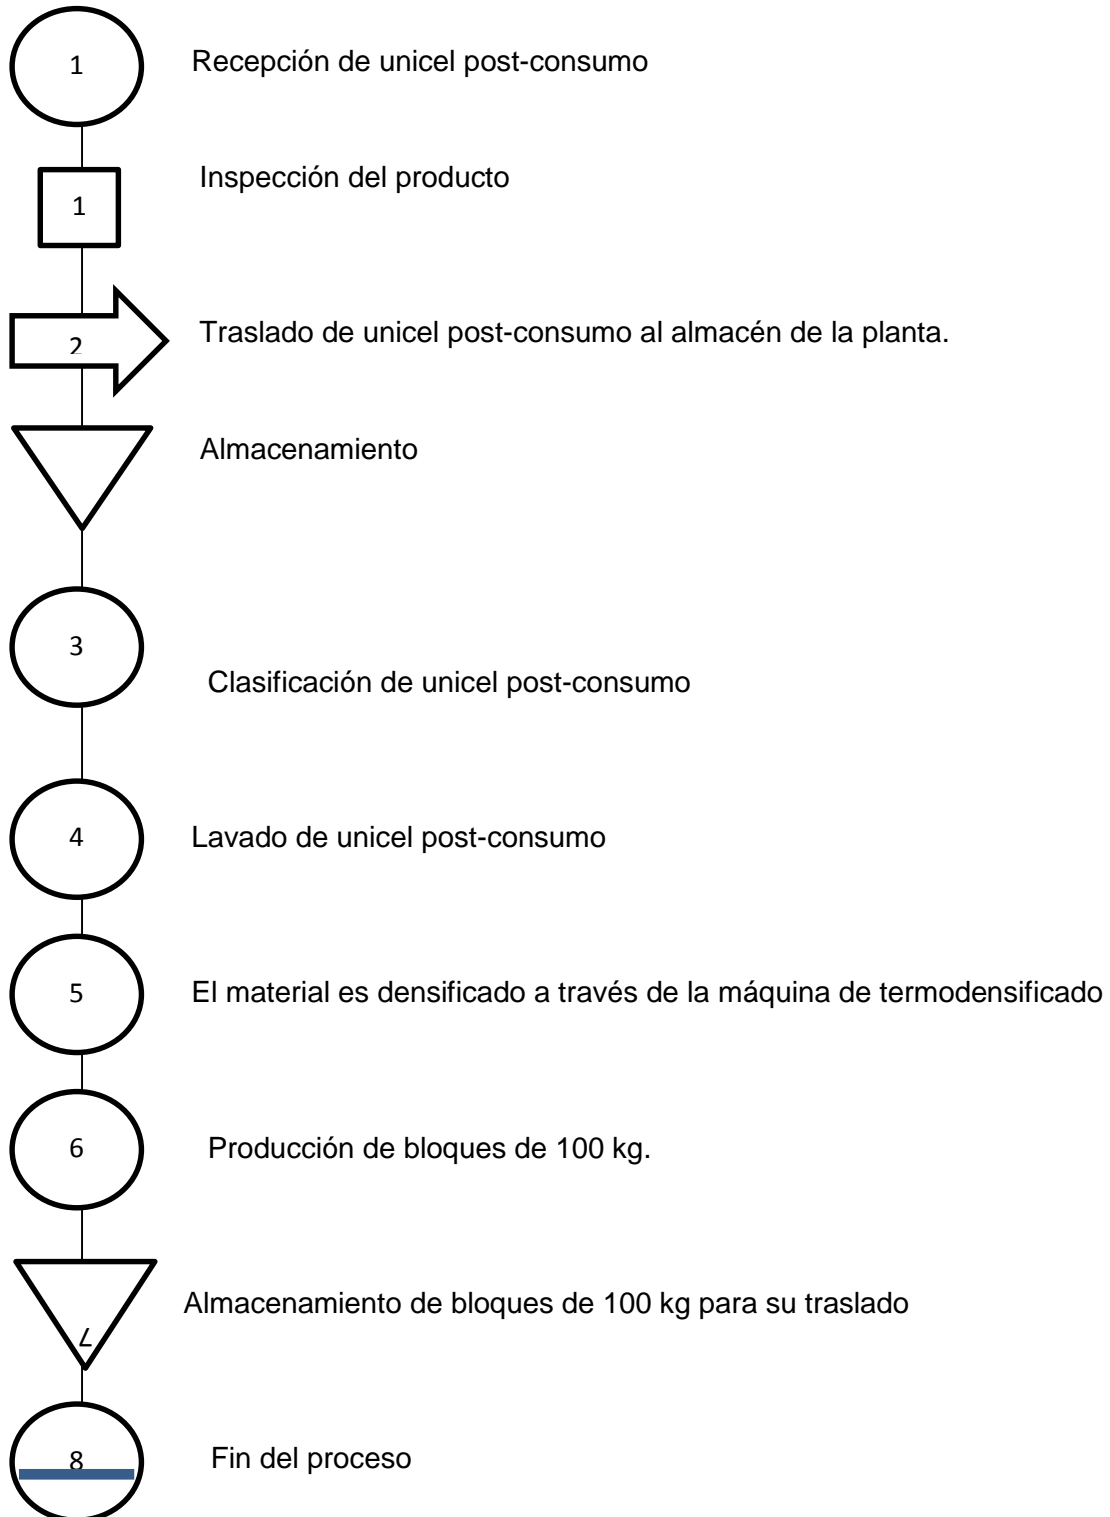 1 Recepción de unicel post-consumo
1 Inspección del producto
2 Traslado de unicel post-consumo al almacén de la planta.
Almacenamiento
3 Clasificación de unicel post-consumo
4 Lavado de unicel post-consumo
5 El material es densificado a través de la máquina de termodensificado
6 Producción de bloques de 100 kg.
7 Almacenamiento de bloques de 100 kg para su traslado
8 Fin del proceso